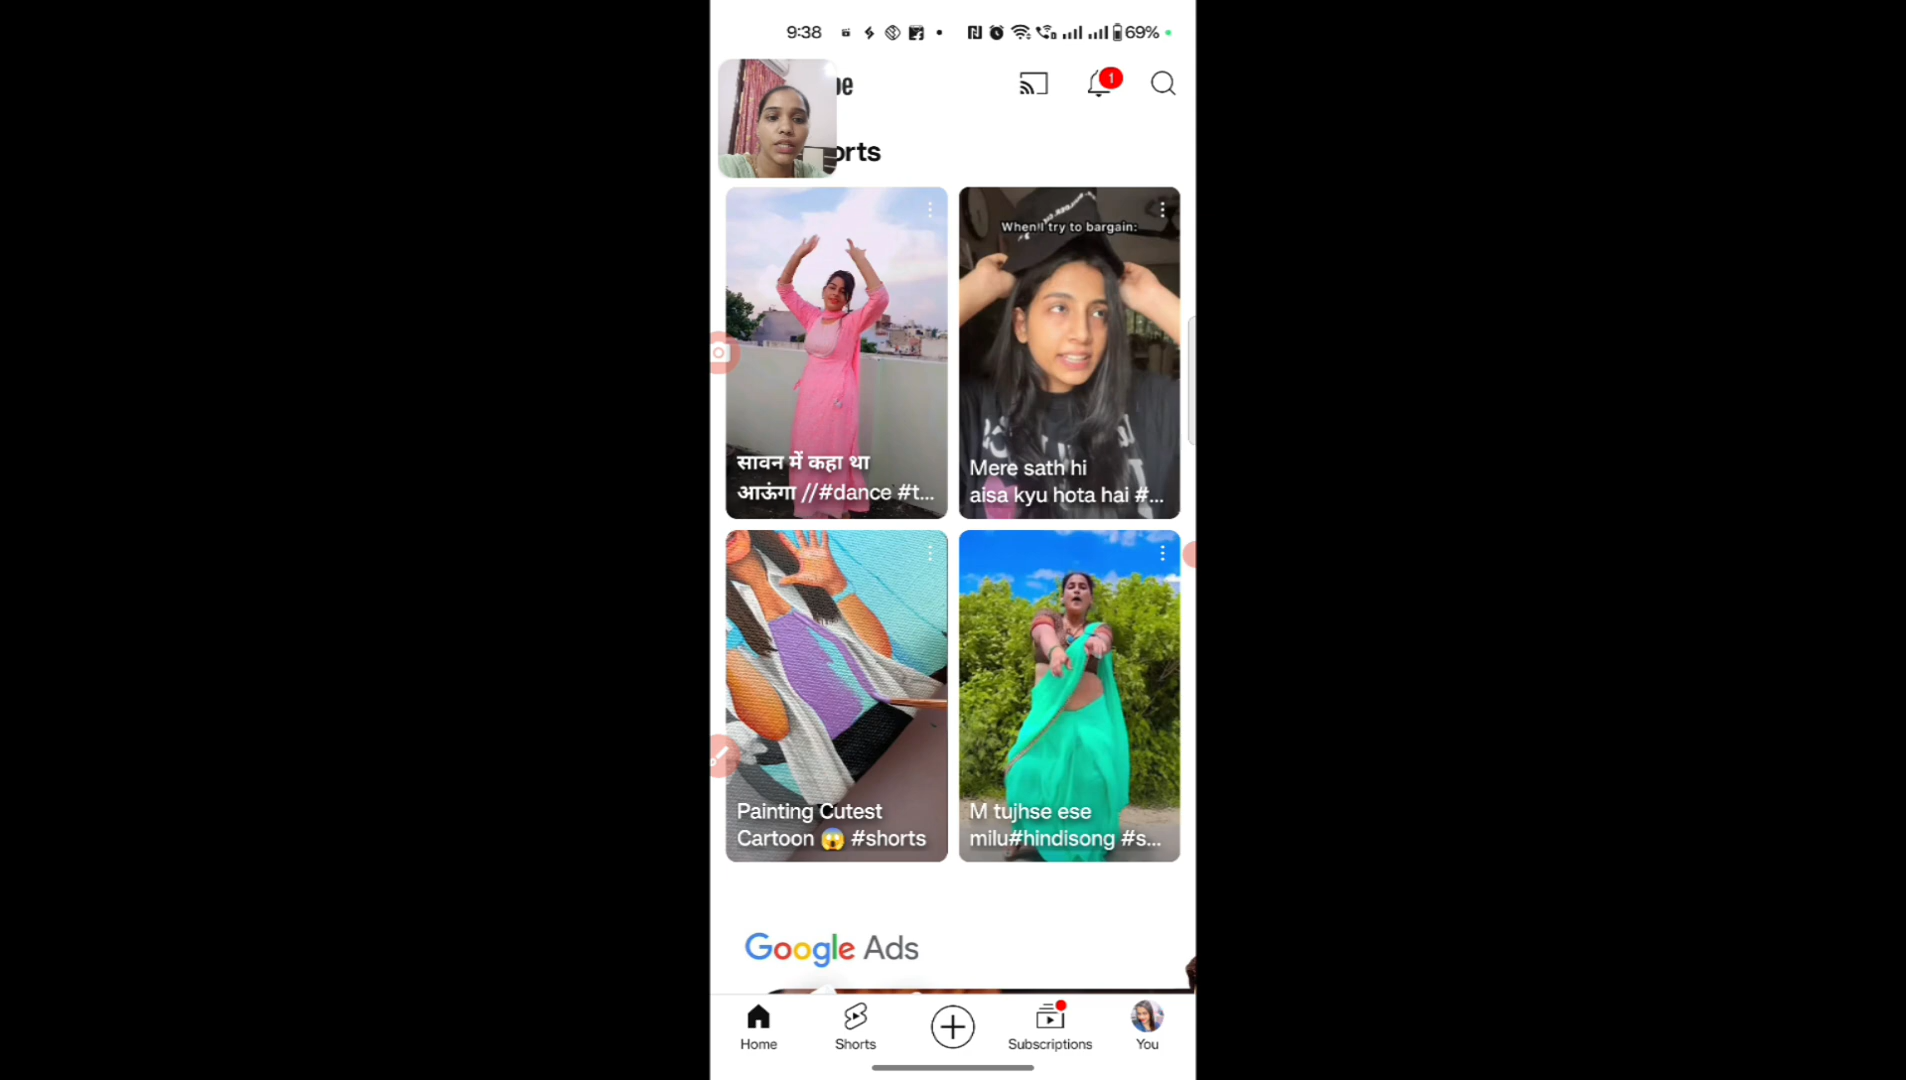 9:38
69%
1
When I try to bargain:
सावन में कहा था
आऊंगा //#dance #t...
Mere sath hi
aisa kyu hota hai #...
Painting Cutest
Cartoon 😱 #shorts
M tujhse ese
milu#hindisong #s...
Google Ads
Home
Shorts
Subscriptions
You